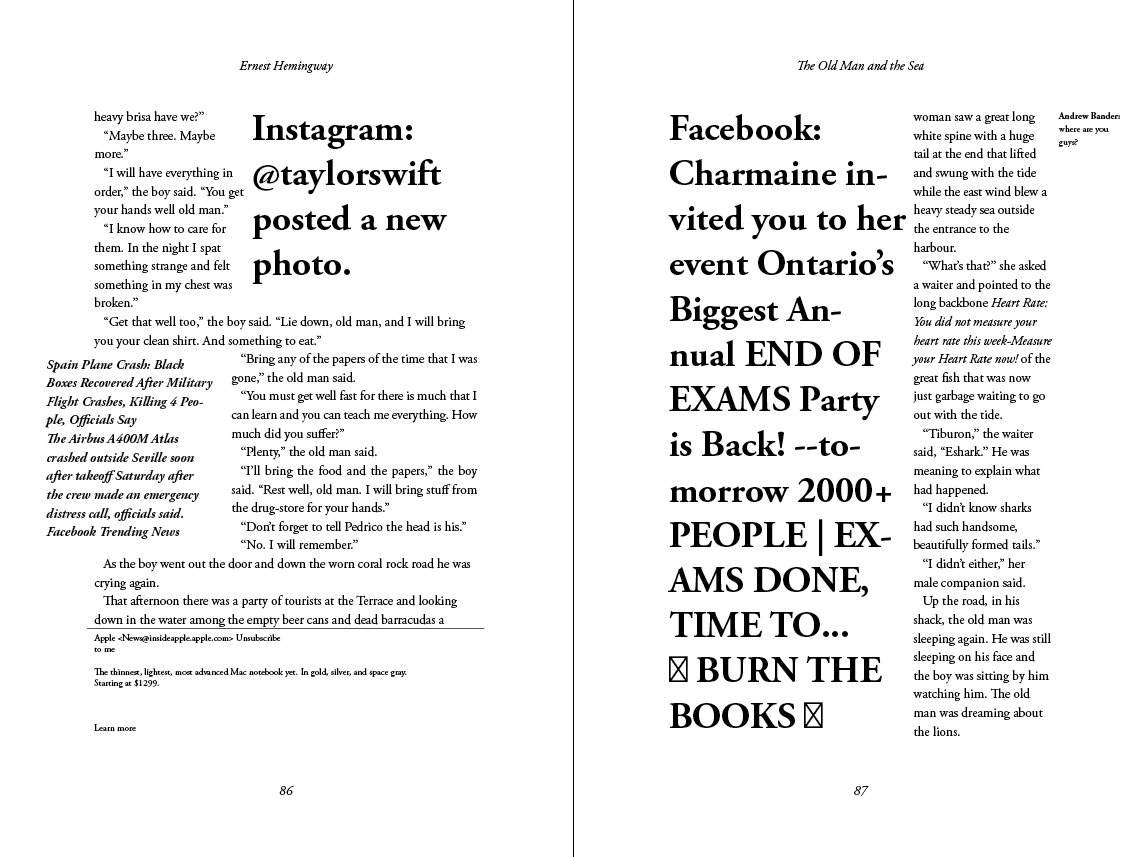 Ernest Hemingway
heavy brisa have we?”
“Maybe three. Maybe
more.”
“I will have everything in
order,” the boy said. “You get
your hands well old man.”
“I know how to care for
them. In the night I spat
something strange and felt
something in my chest was
broken.”
Instagram:
@taylorswift
posted a new
photo.
“Get that well too,” the boy said. “Lie down, old man, and I will bring
you your clean shirt. And something to eat.”
Spain Plane Crash: Black
Boxes Recovered After Military
Flight Crashes, Killing 4 Peo-
ple, Officials Say
The Airbus A400M Atlas
crashed outside Seville soon
after takeoff Saturday after
the crew made an emergency
distress call, officials said.
Facebook Trending News
“Bring any of the papers of the time that I was
gone,” the old man said.
“You must get well fast for there is much that I
can learn and you can teach me everything. How
much did you suffer?”
“Plenty,” the old man said.
“I’ll bring the food and the papers,” the boy
said. “Rest well, old man. I will bring stuff from
the drug-store for your hands.”
“Don’t forget to tell Pedrico the head is his.”
“No. I will remember.”
As the boy went out the door and down the worn coral rock road he was
crying again.
That afternoon there was a party of tourists at the Terrace and looking
down in the water among the empty beer cans and dead barracudas a
Apple <News@insideapple.apple.com> Unsubscribe
to me
The thinnest, lightest, most advanced Mac notebook yet. In gold, silver, and space gray.
Starting at $1299.
Learn more
86
The Old Man and the Sea
Facebook:
Charmaine in-
vited you to her
event Ontario’s
Biggest An-
nual END OF
EXAMS Party
is Back! --to-
morrow 2000+
PEOPLE | EX-
AMS DONE,
TIME TO...
BURN THE
BOOKS
woman saw a great long
white spine with a huge
tail at the end that lifted
and swung with the tide
while the east wind blew a
heavy steady sea outside
the entrance to the
harbour.
“What’s that?” she asked
a waiter and pointed to the
long backbone Heart Rate:
You did not measure your
heart rate this week-Measure
your Heart Rate now! of the
great fish that was now
just garbage waiting to go
out with the tide.
“Tiburon,” the waiter
said, “Eshark.” He was
meaning to explain what
had happened.
“I didn’t know sharks
had such handsome,
beautifully formed tails.”
“I didn’t either,” her
male companion said.
Up the road, in his
shack, the old man was
sleeping again. He was still
sleeping on his face and
the boy was sitting by him
watching him. The old
man was dreaming about
the lions.
Andrew Banders
where are you
guys?
87